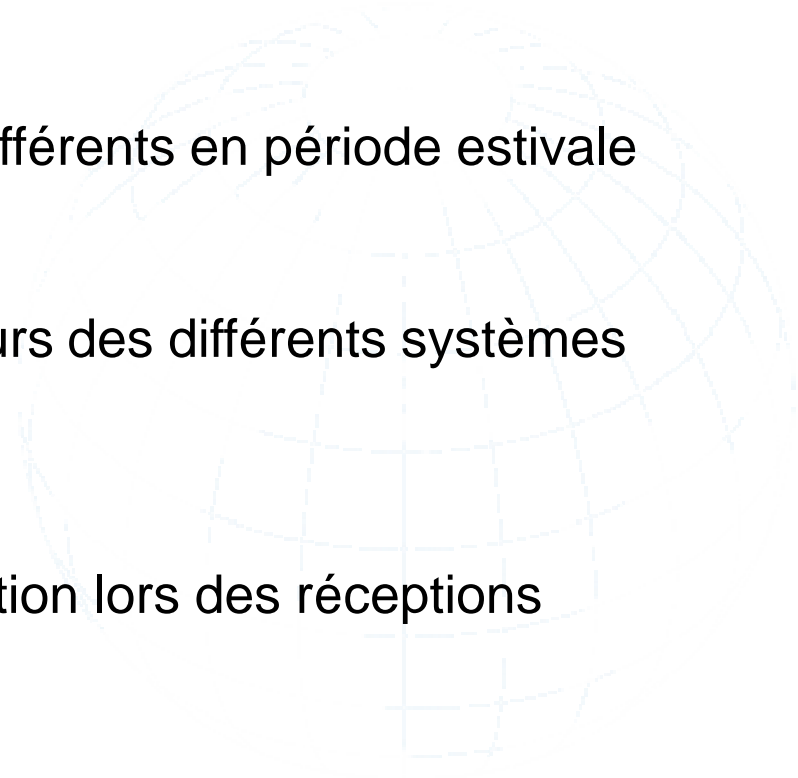 fférents en période estivale
urs des différents systèmes
tion lors des réceptions